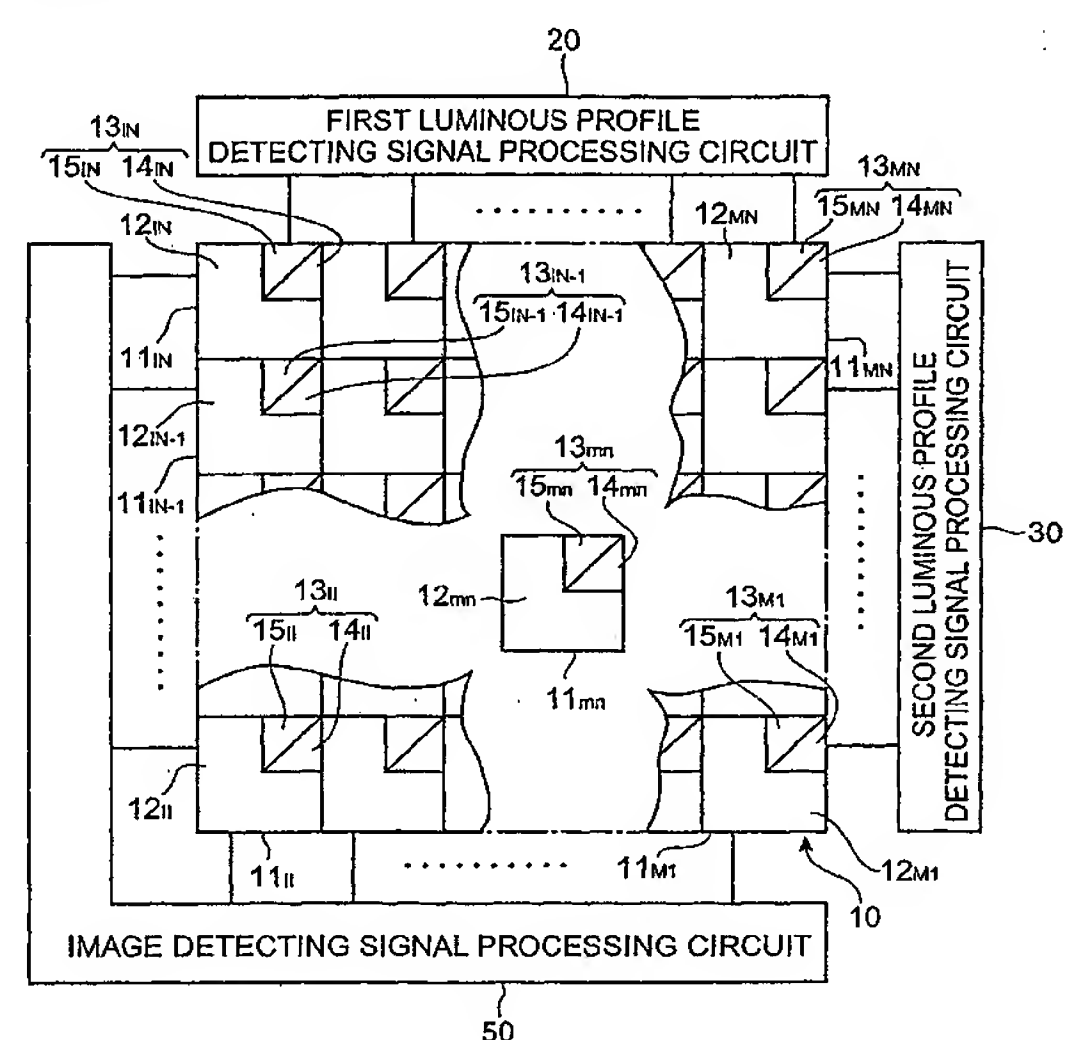 20
FIRST LUMINOUS PROFILE
DETECTING SIGNAL PROCESSING CIRCUIT
13IN
15IN 14IN
12IN
11IN
13MN
15MN 14MN
12MN
11MN
13IN-1
15IN-1 14IN-1
12IN-1
11IN-1
13mn
15mn 14mn
12mn
11mn
SECOND LUMINOUS PROFILE
DETECTING SIGNAL PROCESSING CIRCUIT
30
13II
15II 14II
12II
11II
13M1
15M1 14M1
11M1
12M1
10
IMAGE DETECTING SIGNAL PROCESSING CIRCUIT
50